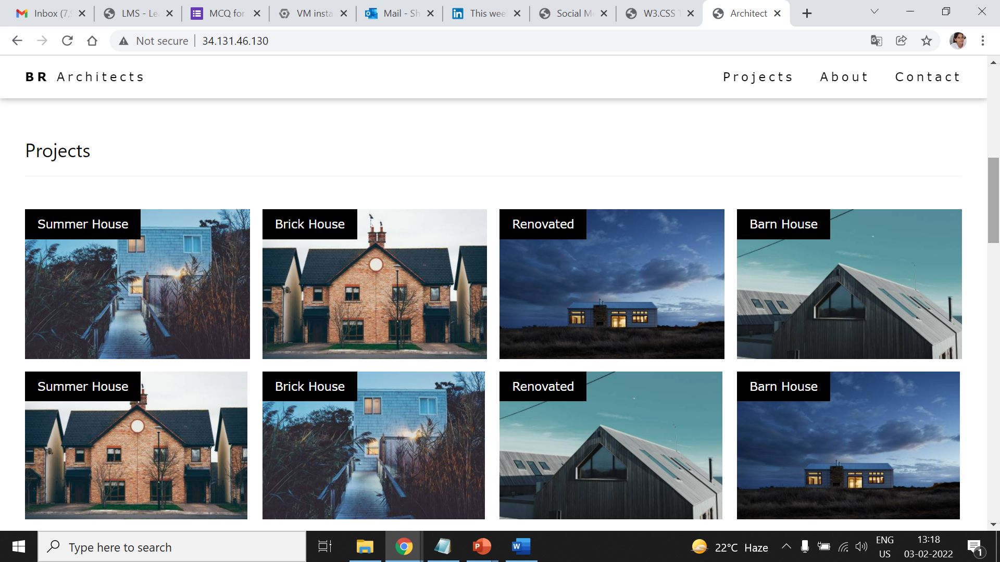 Inbox (7,
LMS - Le
MCQ for
VM insta
Mail - Sh
This wee
Social M
W3.CSS
Architect
Not secure
34.131.46.130
BR Architects
Projects
About
Contact
Projects
Summer House
Brick House
Renovated
Barn House
Summer House
Brick House
Renovated
Barn House
Type here to search
22°C Haze
ENG
US
13:18
03-02-2022
1